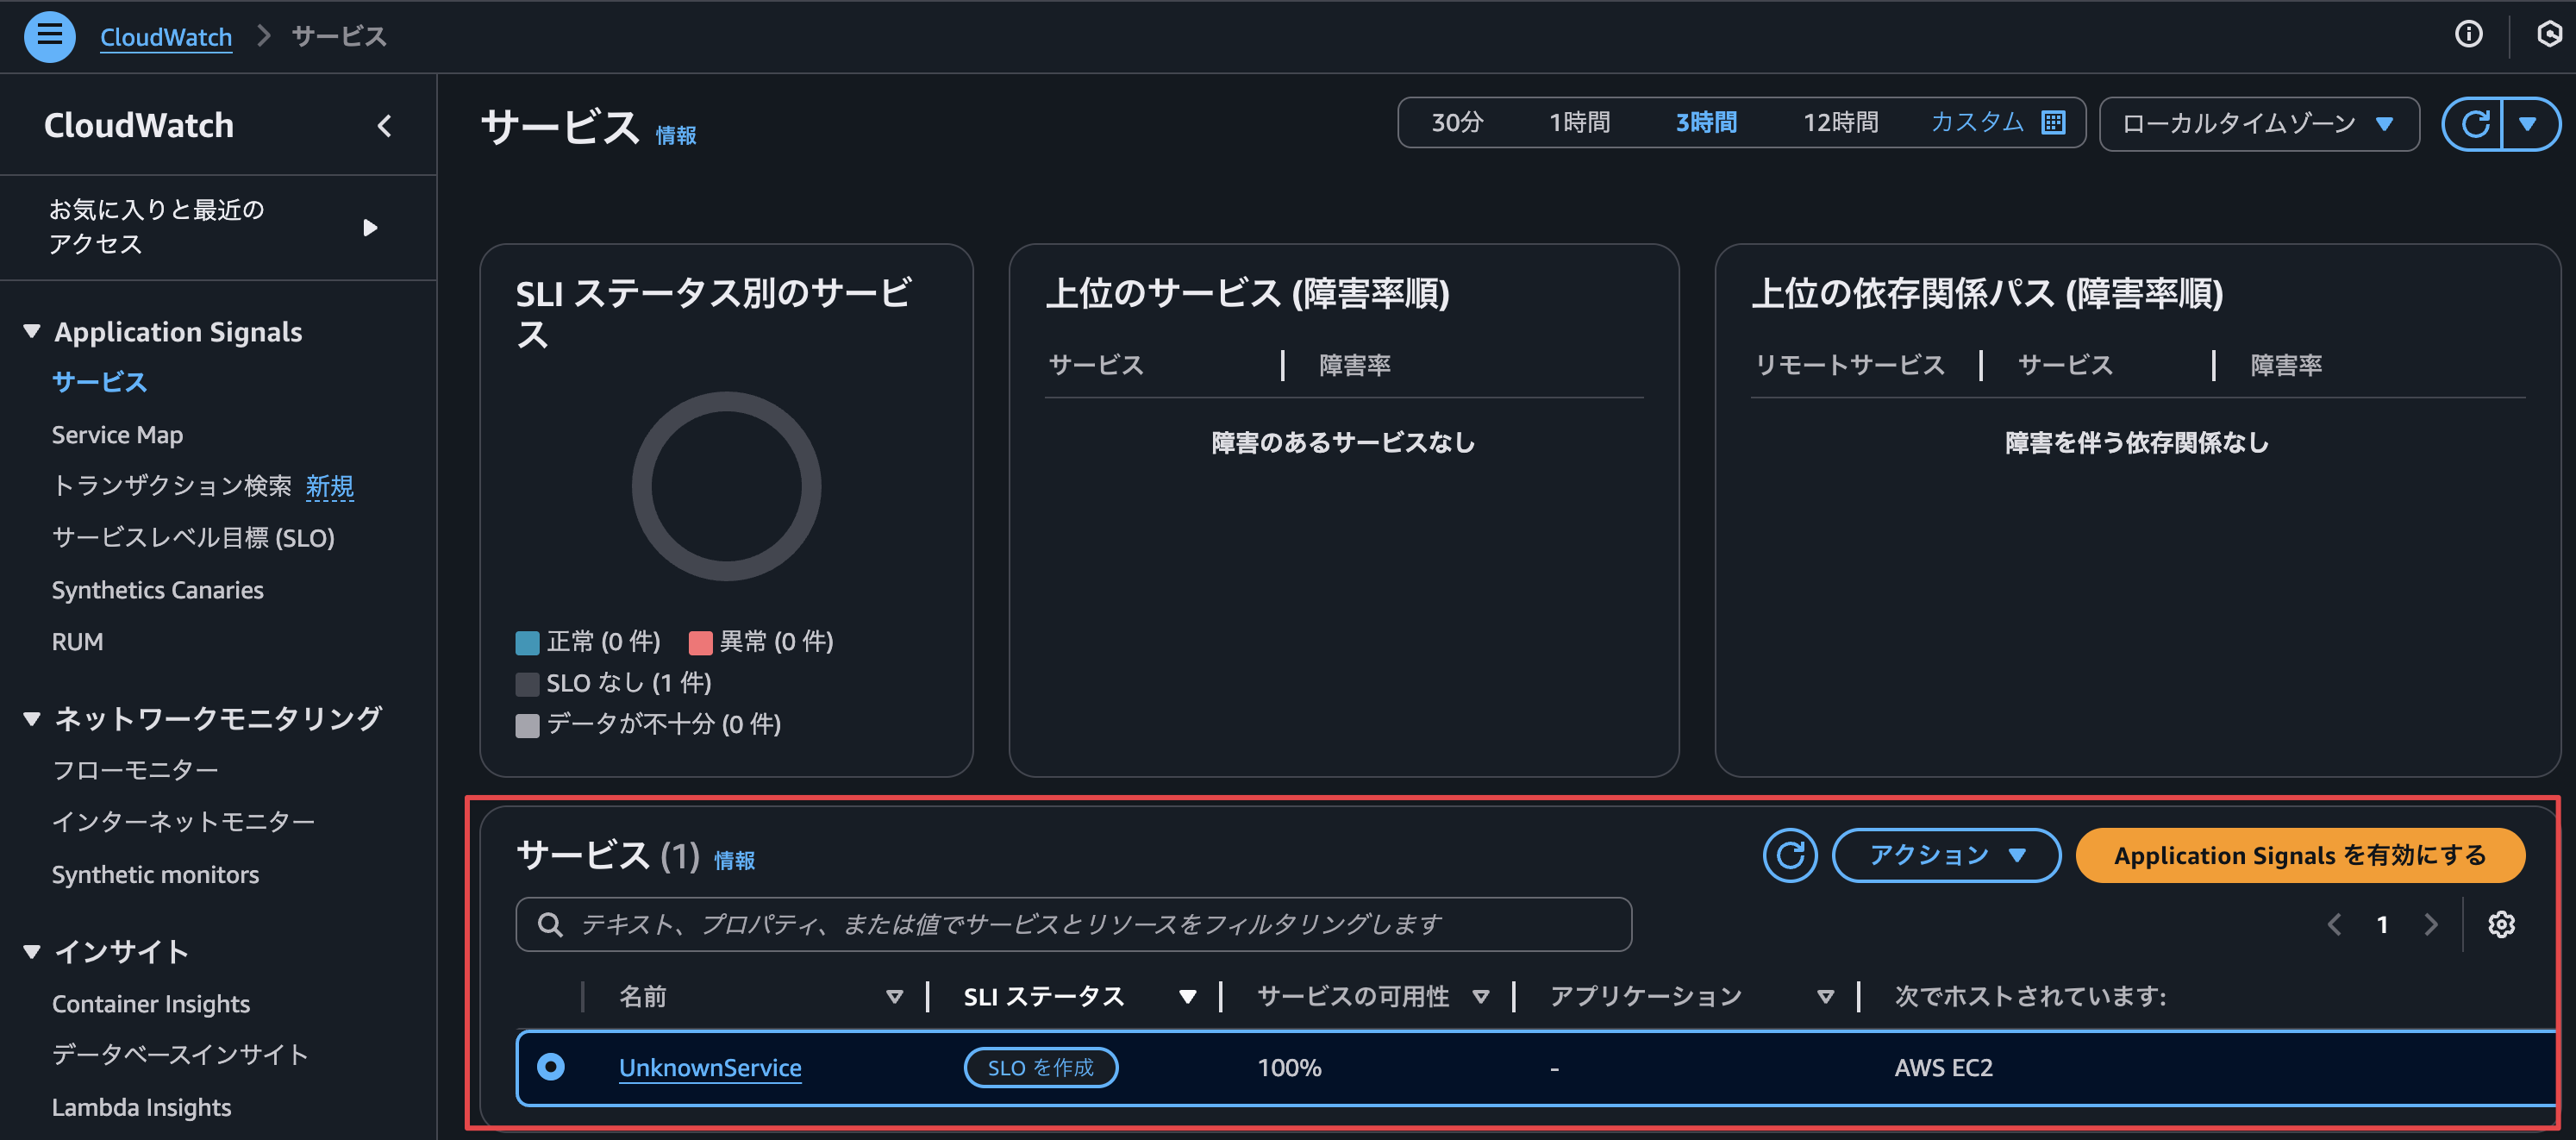 CloudWatch > サービス
CloudWatch
お気に入りと最近の
アクセス
Application Signals
サービス
Service Map
トランザクション検索 新規
サービスレベル目標 (SLO)
Synthetics Canaries
RUM
ネットワークモニタリング
フローモニター
インターネットモニター
Synthetic monitors
インサイト
Container Insights
データベースインサイト
Lambda Insights
サービス 情報
30分 1時間 3時間 12時間 カスタム ローカルタイムゾーン
SLI ステータス別のサービ
ス
正常 (0 件) 異常 (0 件)
SLO なし (1 件)
データが不十分 (0 件)
上位のサービス (障害率順)
サービス 障害率
障害のあるサービスなし
上位の依存関係パス (障害率順)
リモートサービス サービス 障害率
障害を伴う依存関係なし
サービス (1) 情報
アクション Application Signals を有効にする
テキスト、プロパティ、または値でサービスとリソースをフィルタリングします
1
名前 SLI ステータス サービスの可用性 アプリケーション 次でホストされています:
UnknownService SLO を作成 100% - AWS EC2